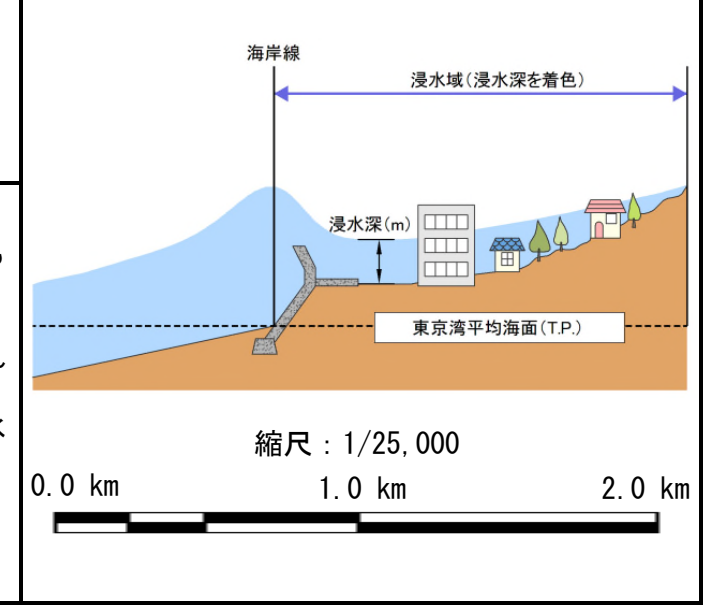 海岸線
浸水域(浸水深を着色)
浸水深(m)
東京湾平均海面(T.P.)
縮尺:1/25,000
0.0 km 1.0 km 2.0 km